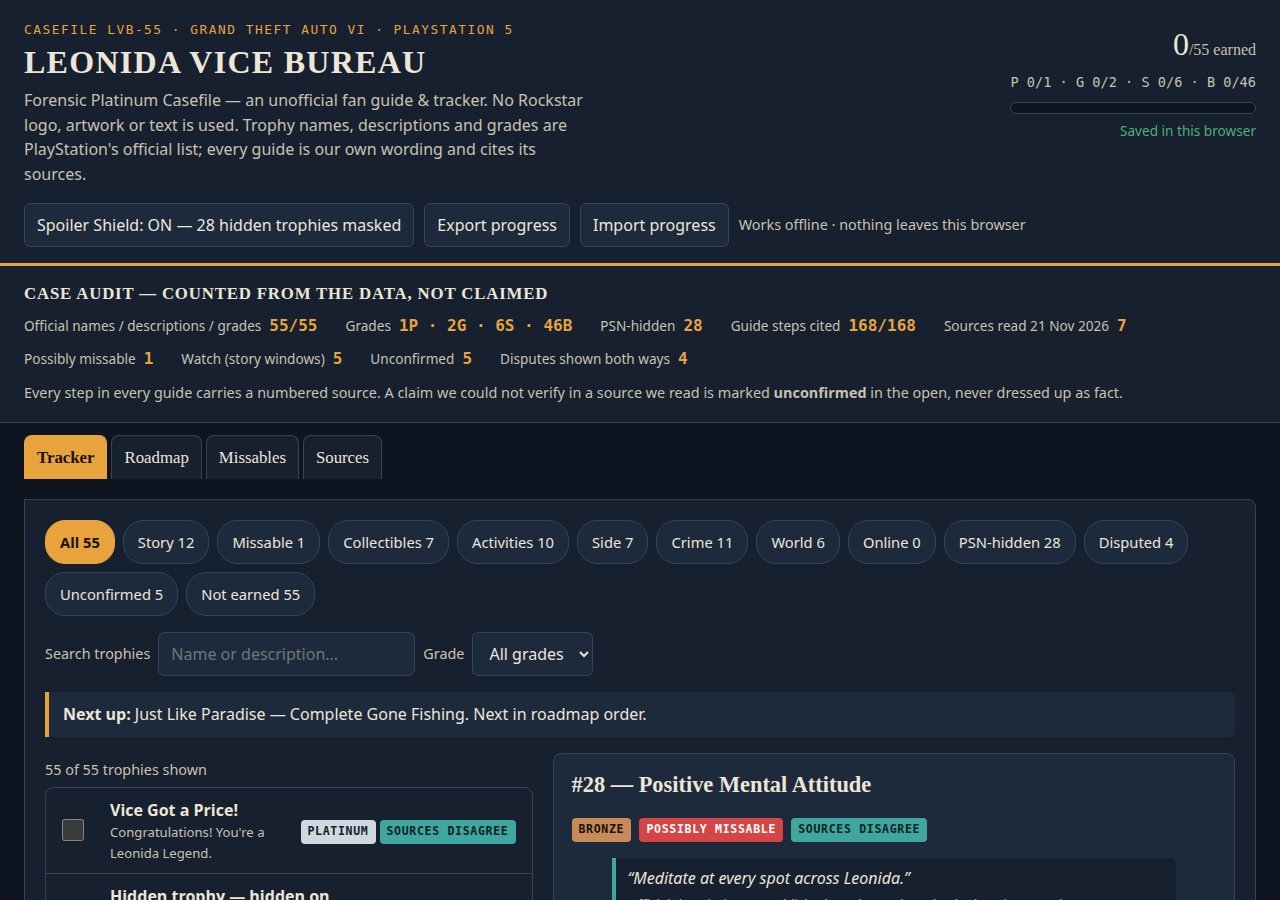 CASEFILE LVB-55 · GRAND THEFT AUTO VI · PLAYSTATION 5
LEONIDA VICE BUREAU
Forensic Platinum Casefile — an unofficial fan guide & tracker. No Rockstar
logo, artwork or text is used. Trophy names, descriptions and grades are
PlayStation's official list; every guide is our own wording and cites its
sources.
0/55 earned
P 0/1 · G 0/2 · S 0/6 · B 0/46
Saved in this browser
Spoiler Shield: ON — 28 hidden trophies masked
Export progress
Import progress
Works offline · nothing leaves this browser
CASE AUDIT — COUNTED FROM THE DATA, NOT CLAIMED
Official names / descriptions / grades 55/55
Grades 1P · 2G · 6S · 46B
PSN-hidden 28
Guide steps cited 168/168
Sources read 21 Nov 2026 7
Possibly missable 1
Watch (story windows) 5
Unconfirmed 5
Disputes shown both ways 4
Every step in every guide carries a numbered source. A claim we could not verify in a source we read is marked unconfirmed in the open, never dressed up as fact.
Tracker
Roadmap
Missables
Sources
All 55
Story 12
Missable 1
Collectibles 7
Activities 10
Side 7
Crime 11
World 6
Online 0
PSN-hidden 28
Disputed 4
Unconfirmed 5
Not earned 55
Search trophies
Name or description...
Grade
All grades
Next up: Just Like Paradise — Complete Gone Fishing. Next in roadmap order.
55 of 55 trophies shown
Vice Got a Price!
Congratulations! You're a
Leonida Legend.
PLATINUM
SOURCES DISAGREE
Hidden trophy — hidden on
#28 — Positive Mental Attitude
BRONZE
POSSIBLY MISSABLE
SOURCES DISAGREE
“Meditate at every spot across Leonida.”